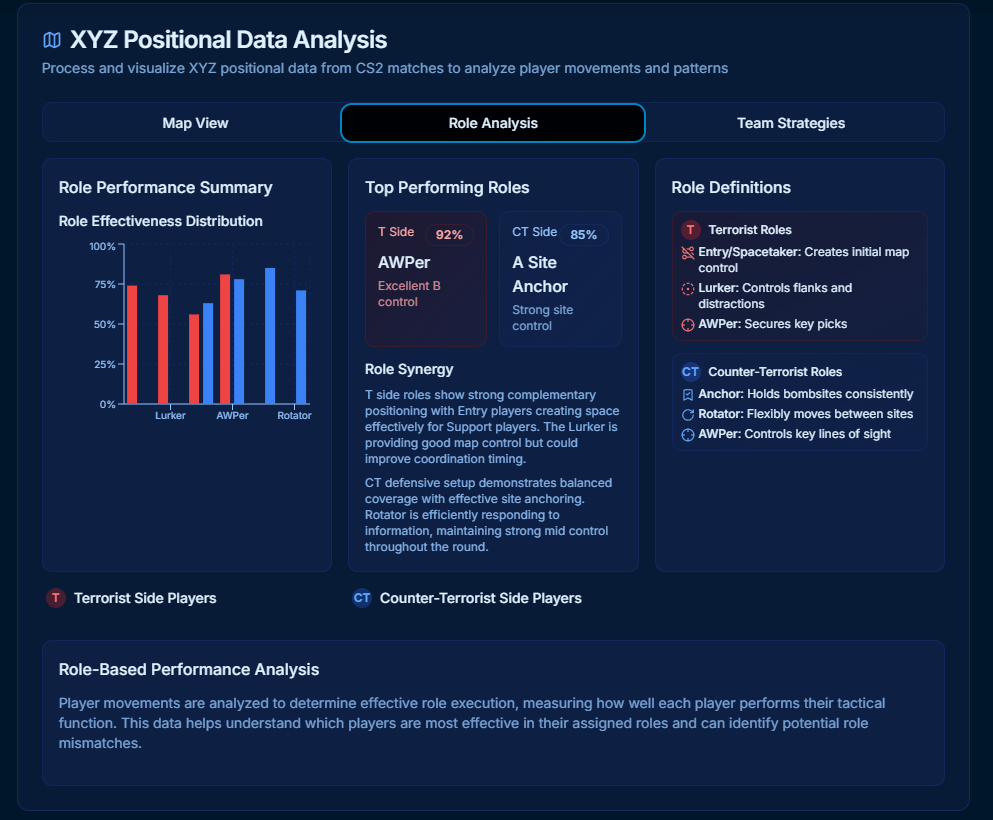 XYZ Positional Data Analysis
Process and visualize XYZ positional data from CS2 matches to analyze player movements and patterns
Map View
Role Analysis
Team Strategies
Role Performance Summary
Role Effectiveness Distribution
100%
75%
50%
25%
0%
Lurker
AWPer
Rotator
Top Performing Roles
T Side
92%
AWPer
Excellent B
control
CT Side
85%
A Site
Anchor
Strong site
control
Role Synergy
T side roles show strong complementary
positioning with Entry players creating space
effectively for Support players. The Lurker is
providing good map control but could
improve coordination timing.
CT defensive setup demonstrates balanced
coverage with effective site anchoring.
Rotator is efficiently responding to
information, maintaining strong mid control
throughout the round.
Role Definitions
T
Terrorist Roles
Entry/Spacetaker: Creates initial map
control
Lurker: Controls flanks and
distractions
AWPer: Secures key picks
CT
Counter-Terrorist Roles
Anchor: Holds bombsites consistently
Rotator: Flexibly moves between sites
AWPer: Controls key lines of sight
T
Terrorist Side Players
CT
Counter-Terrorist Side Players
Role-Based Performance Analysis
Player movements are analyzed to determine effective role execution, measuring how well each player performs their tactical
function. This data helps understand which players are most effective in their assigned roles and can identify potential role
mismatches.